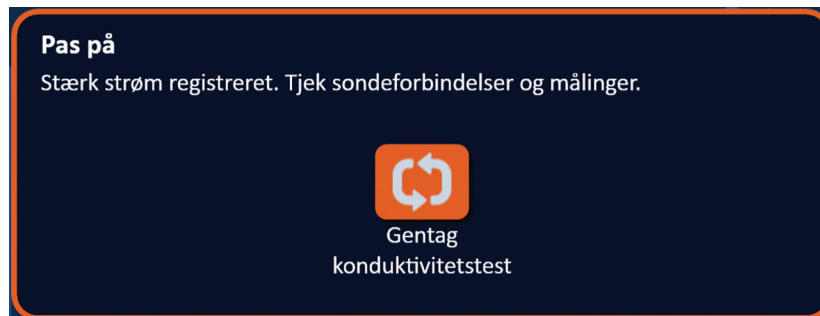 Pas på
Stærk strøm registreret. Tjek sondeforbindelser og målinger.
Gentag
konduktivitetstest